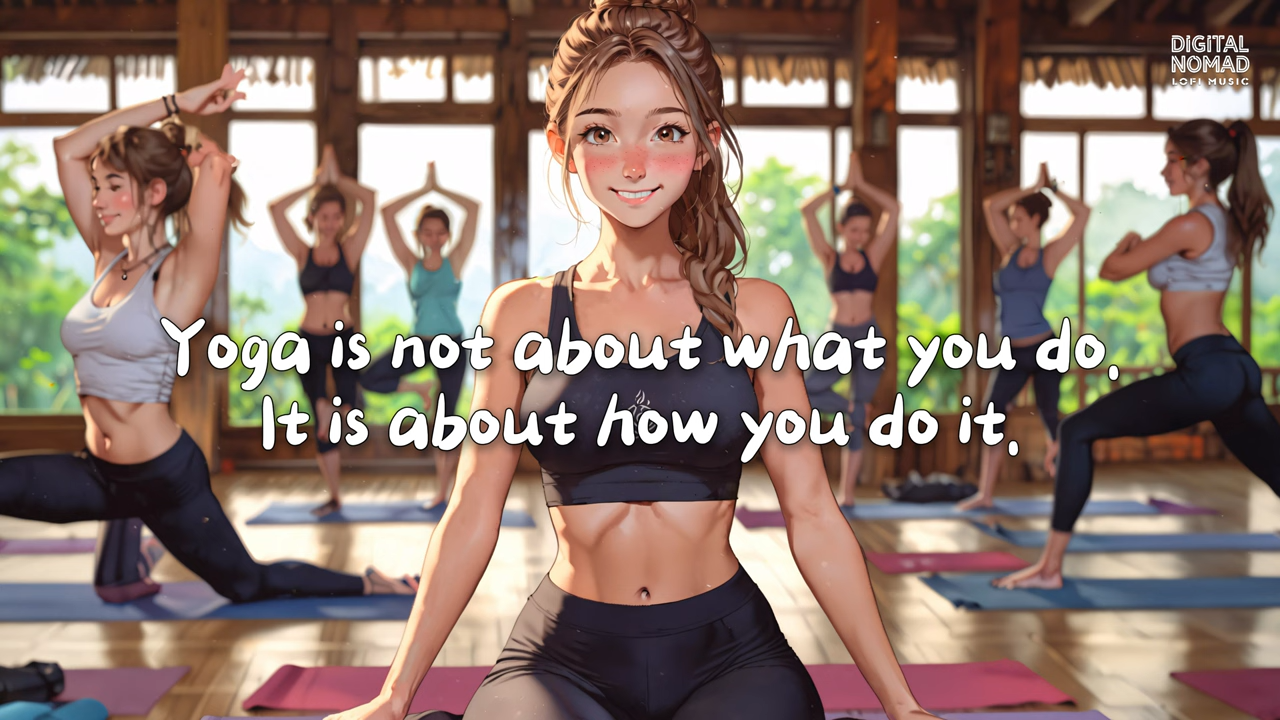 DIGITAL
NOMAD
LOFI MUSIC
Yoga is not about what you do,
It is about how you do it.